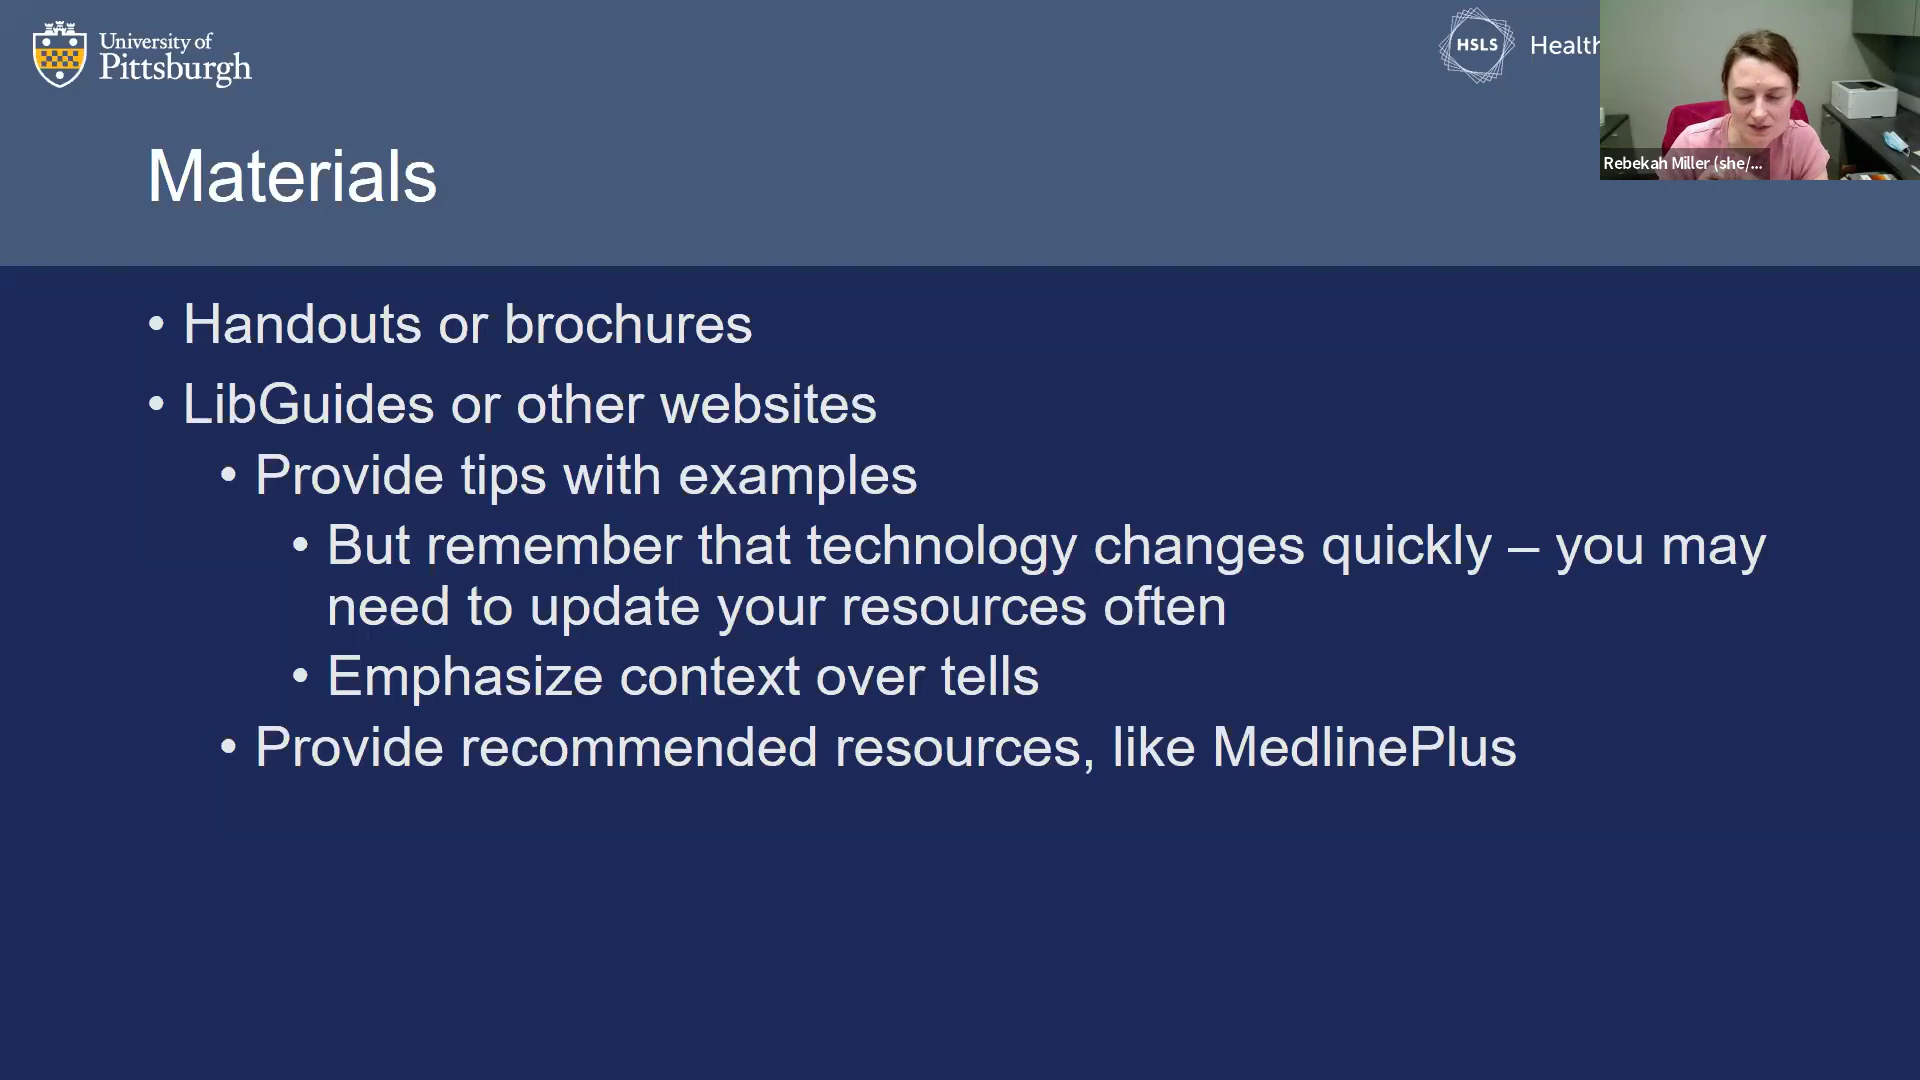 University of
Pittsburgh
HSLS
Health
Rebekah Miller (she/...
Materials
• Handouts or brochures
• LibGuides or other websites
• Provide tips with examples
• But remember that technology changes quickly – you may
need to update your resources often
• Emphasize context over tells
• Provide recommended resources, like MedlinePlus